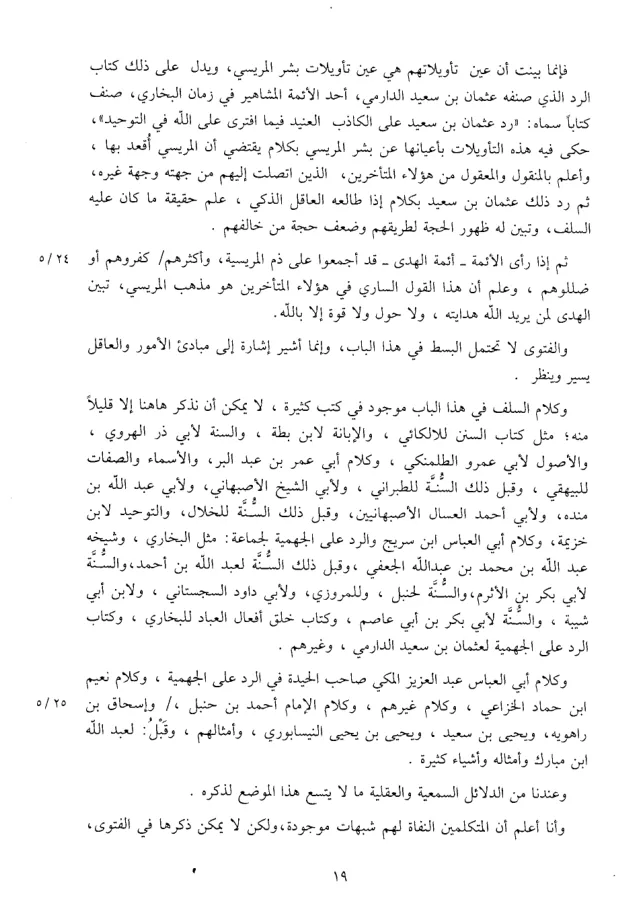 فإنما بينت أن عين تأويلاتهم هي عين تأويلات بشر المريسي، ويدل على ذلك كتاب
الرد الذي صنفه عثمان بن سعيد الدارمي، أحد الأئمة المشاهير في زمان البخاري، صنف
كتاباً سماه: «رد عثمان بن سعيد على الكاذب العنيد فيما افترى على الله في التوحيد»،
حكى فيه هذه التأويلات بأعيانها عن بشر المريسي بكلام يقتضي أن المريسي أُقعد بها ،
وأعلم بالمنقول والمعقول من هؤلاء المتأخرين، الذين اتصلت إليهم من جهته وجهة غيره،
ثم رد ذلك عثمان بن سعيد بكلام إذا طالعه العاقل الذكي ، علم حقيقة ما كان عليه
السلف، وتبين له ظهور الحجة لطريقهم وضعف حجة من خالفهم .
ثم إذا رأى الأئمة ـ أئمة الهدى ـ قد أجمعوا على ذم المريسية، وأكثرهم/ كفروهم أو ٥/٢٤
ضللوهم ، وعلم أن هذا القول الساري في هؤلاء المتأخرين هو مذهب المريسي، تبين
الهدى لمن يريد الله هدايته ، ولا حول ولا قوة إلا بالله.
والفتوى لا تحتمل البسط في هذا الباب، وإنما أشير إشارة إلى مبادئ الأمور والعاقل
يسير وينظر .
وكلام السلف في هذا الباب موجود في كتب كثيرة ، لا يمكن أن نذكر هاهنا إلا قليلاً
منه؛ مثل كتاب السنن للالكائي ، والإبانة لابن بطة ، والسنة لأبي ذر الهروي ،
والأصول لأبي عمرو الطلمنكي ، وكلام أبي عمر بن عبد البر، والأسماء والصفات
للبيهقي ، وقبل ذلك السُّنَّة للطبراني ، ولأبي الشيخ الأصبهاني، ولأبي عبد الله بن
منده، ولأبي أحمد العسال الأصبهانيين، وقبل ذلك السُّنَّة للخلال، والتوحيد لابن
خزيمة، وكلام أبي العباس ابن سريج والرد على الجهمية لجماعة: مثل البخاري ، وشيخه
عبد الله بن محمد بن عبدالله الجعفي ،وقبل ذلك السُّنَّة لعبد الله بن أحمد،والسُّنَّة
لأبي بكر بن الأثرم،والسُّنَّة لحنبل ، وللمروزي، ولأبي داود السجستاني ، ولابن أبي
شيبة ، والسُّنَّة لأبي بكر بن أبي عاصم ، وكتاب خلق أفعال العباد للبخاري ، وكتاب
الرد على الجهمية لعثمان بن سعيد الدارمي ، وغيرهم .
وكلام أبي العباس عبد العزيز المكي صاحب الحيدة في الرد على الجهمية ، وكلام نعيم
ابن حماد الخزاعي ، وكلام غيرهم ، وكلام الإمام أحمد بن حنبل ،/ وإسحاق بن ٥/٢٥
راهويه، ويحيى بن سعيد ، ويحيى بن يحيى النيسابوري ، وأمثالهم ، وقَبْلُ: لعبد الله
ابن مبارك وأمثاله وأشياء كثيرة .
وعندنا من الدلائل السمعية والعقلية ما لا يتسع هذا الموضع لذكره .
وأنا أعلم أن المتكلمين النفاة لهم شبهات موجودة،ولكن لا يمكن ذكرها في الفتوى،
١٩